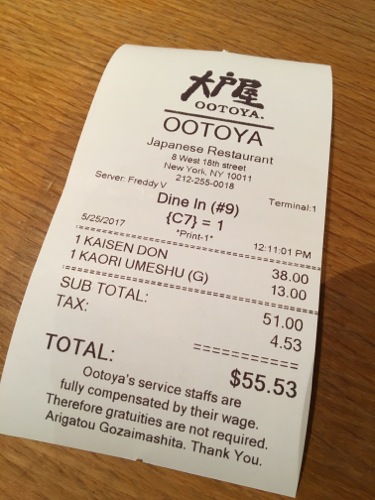 大戸屋
OOTOYA.
OOTOYA
Japanese Restaurant
8 West 18th street
New York, NY 10011
212-255-0018
Server: Freddy V Terminal:1
Dine In (#9)
{C7} = 1
*Print-1*
5/25/2017 12:11:01 PM
1 KAISEN DON 38.00
1 KAORI UMESHU (G) 13.00
SUB TOTAL: 51.00
TAX: 4.53
===========
TOTAL: $55.53
Ootoya's service staffs are
fully compensated by their wage.
Therefore gratuities are not required.
Arigatou Gozaimashita. Thank You.